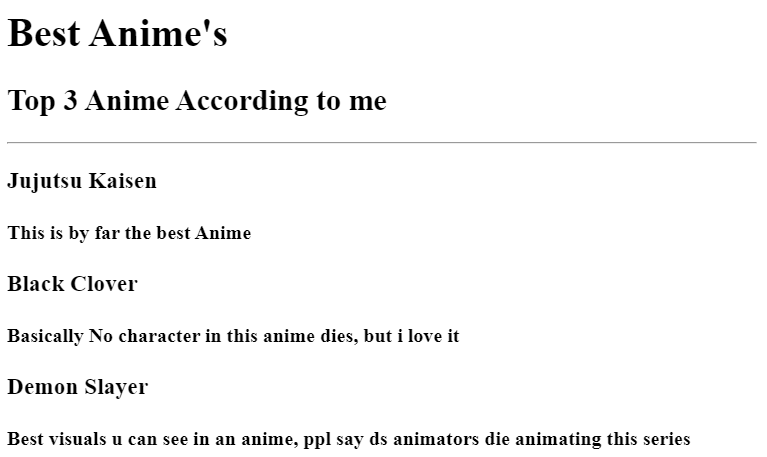 Best Anime's
Top 3 Anime According to me
Jujutsu Kaisen
This is by far the best Anime
Black Clover
Basically No character in this anime dies, but i love it
Demon Slayer
Best visuals u can see in an anime, ppl say ds animators die animating this series